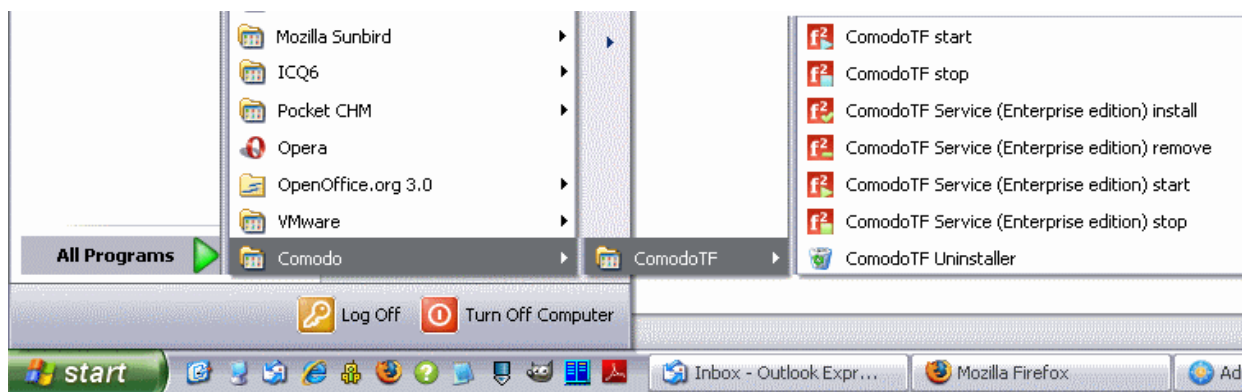 Mozilla Sunbird
ICQ6
Pocket CHM
Opera
OpenOffice.org 3.0
VMware
All Programs
Comodo
ComodoTF
ComodoTF start
ComodoTF stop
ComodoTF Service (Enterprise edition) install
ComodoTF Service (Enterprise edition) remove
ComodoTF Service (Enterprise edition) start
ComodoTF Service (Enterprise edition) stop
ComodoTF Uninstaller
Log Off
Turn Off Computer
start
Inbox - Outlook Expr...
Mozilla Firefox
Ad